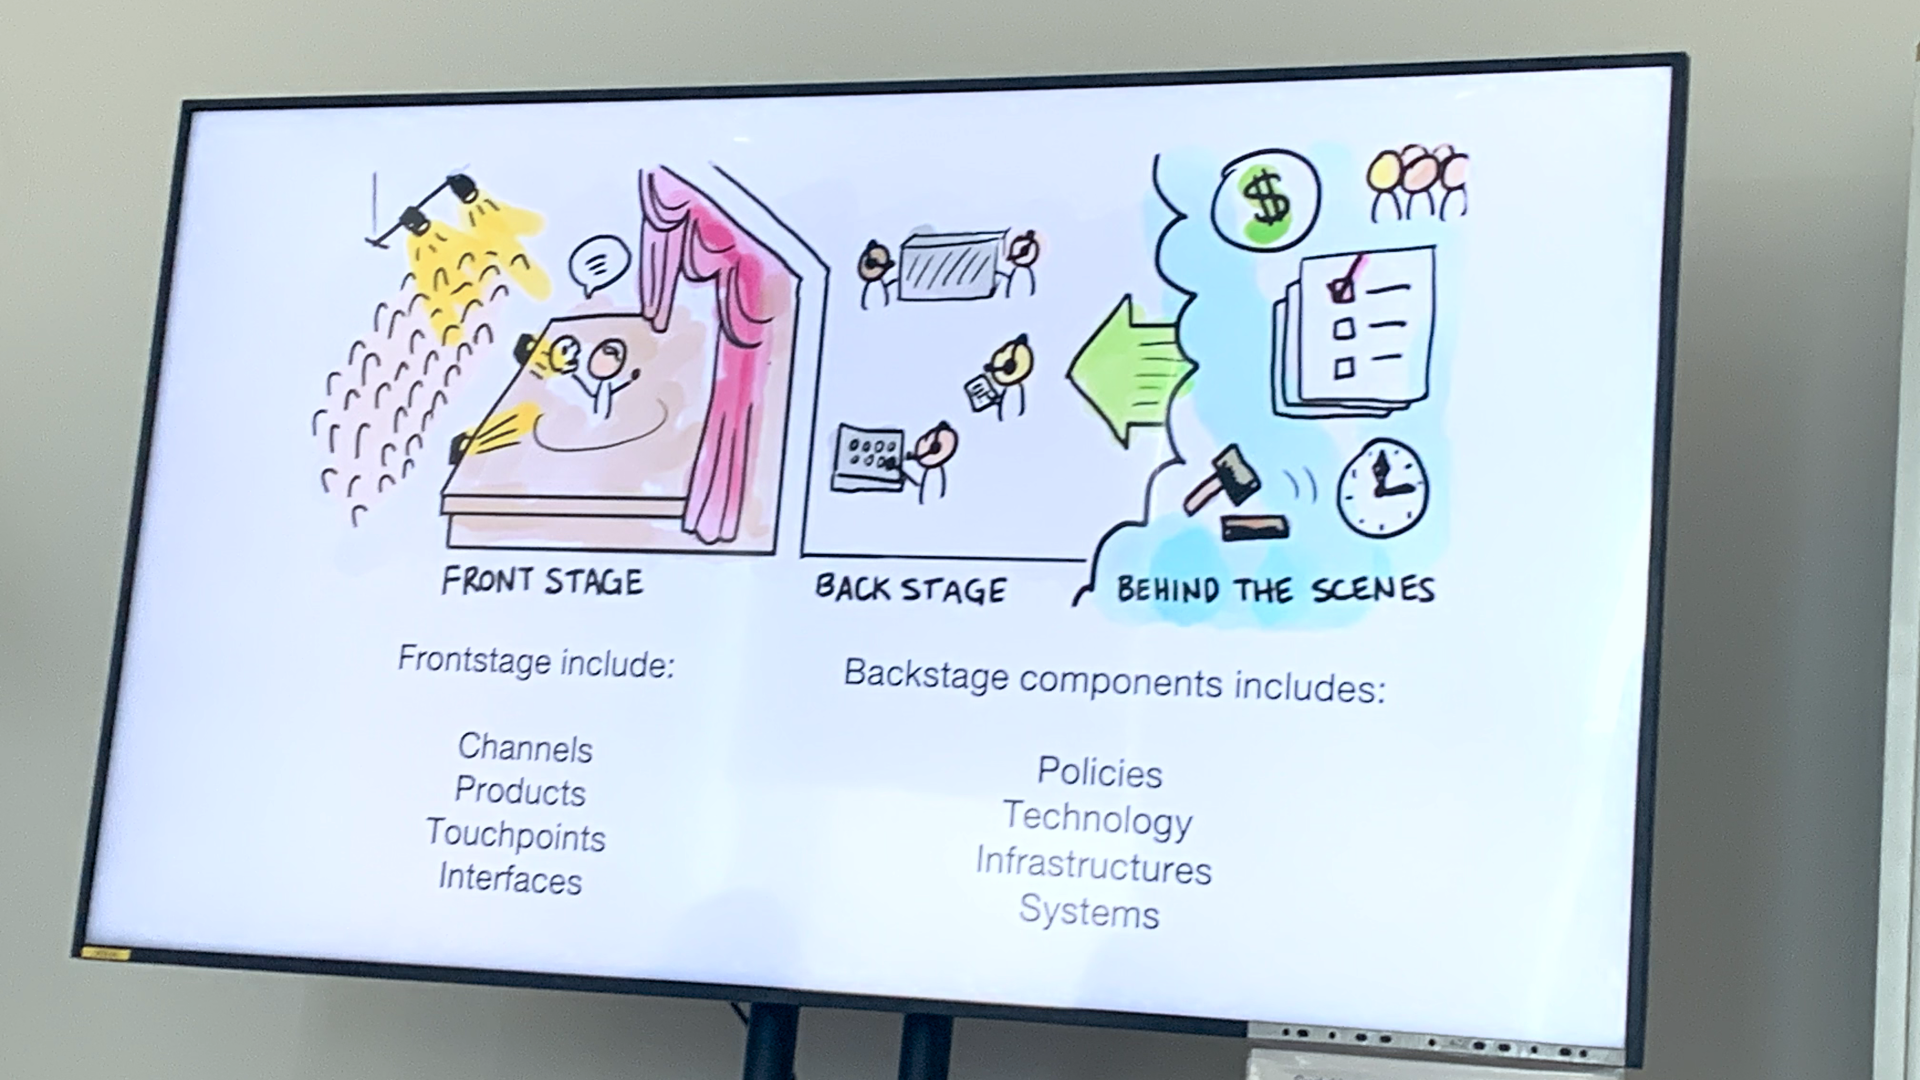 $
FRONT STAGE
BACK STAGE
BEHIND THE SCENES
Frontstage include:
Channels
Products
Touchpoints
Interfaces
Backstage components includes:
Policies
Technology
Infrastructures
Systems